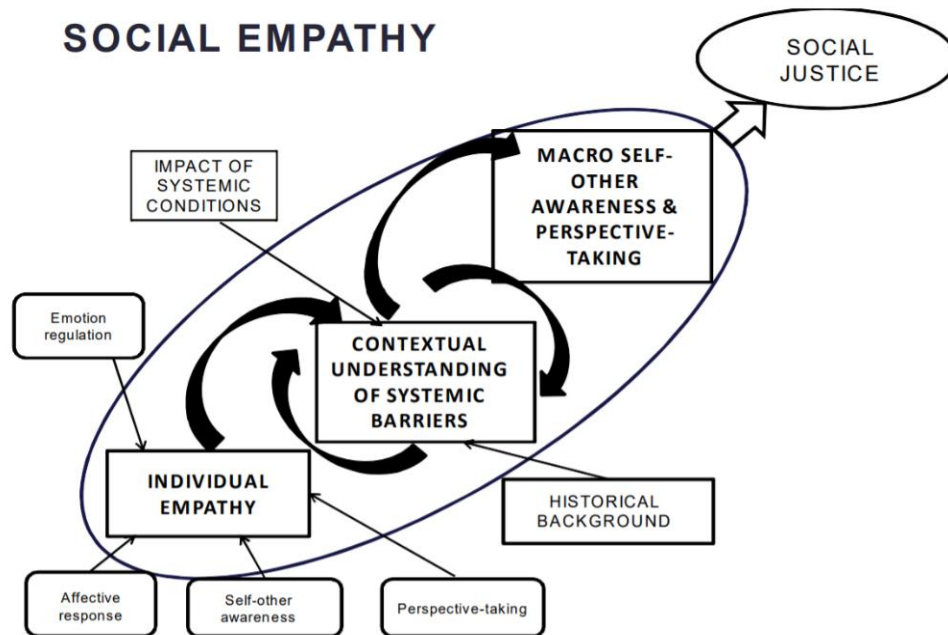 SOCIAL EMPATHY
SOCIAL
JUSTICE
IMPACT OF
SYSTEMIC
CONDITIONS
MACRO SELF-
OTHER
AWARENESS &
PERSPECTIVE-
TAKING
Emotion
regulation
CONTEXTUAL
UNDERSTANDING
OF SYSTEMIC
BARRIERS
INDIVIDUAL
EMPATHY
HISTORICAL
BACKGROUND
Affective
response
Self-other
awareness
Perspective-taking